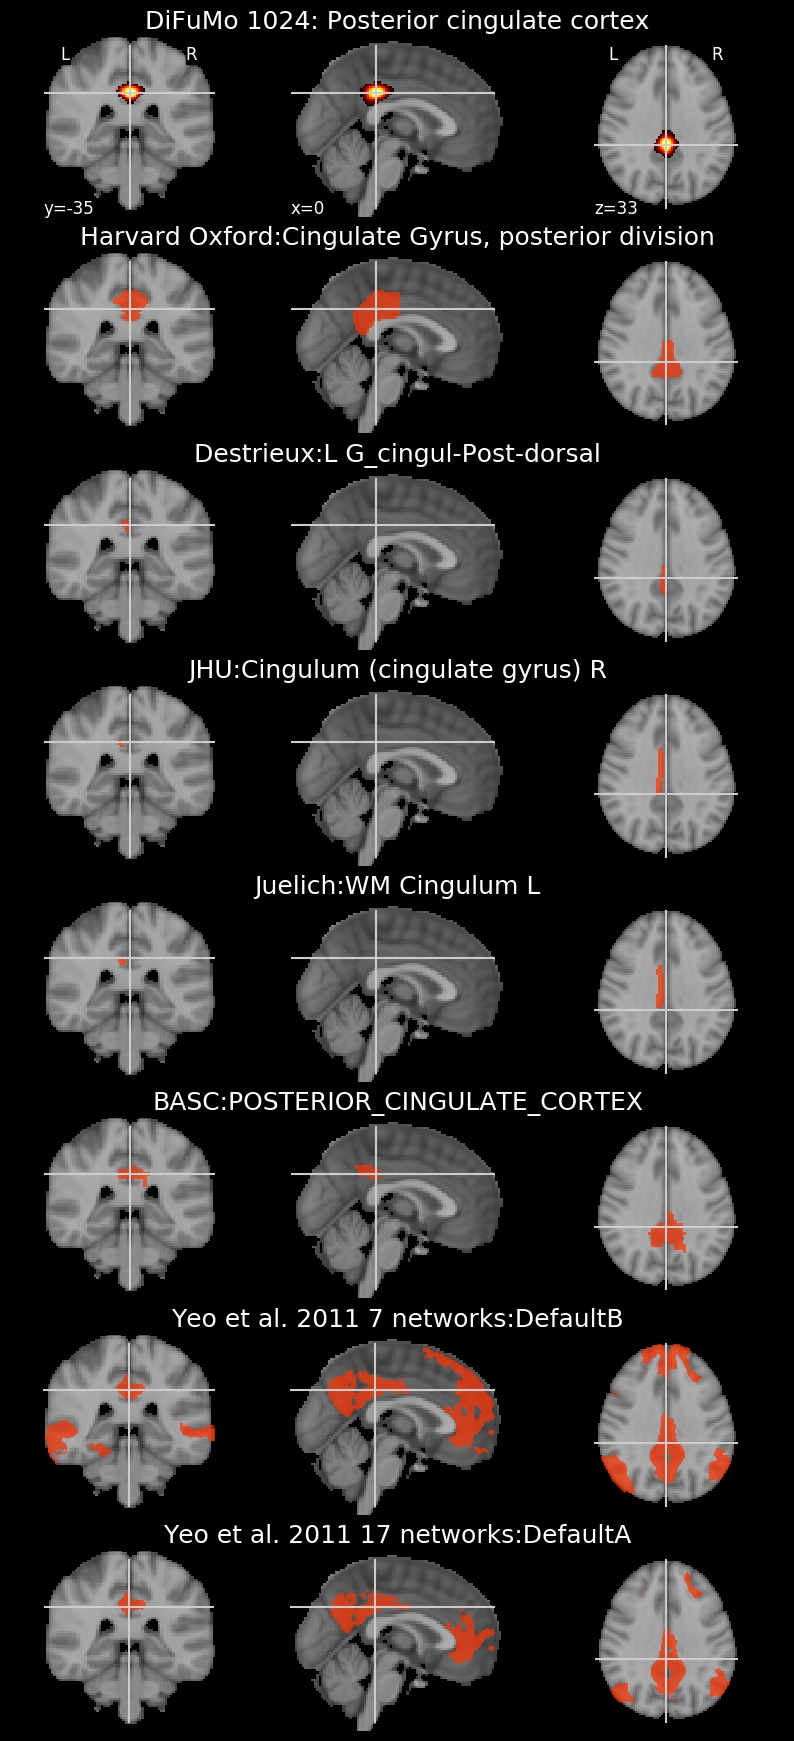 DiFuMo 1024: Posterior cingulate cortex
L R L R
y=-35 x=0 z=33
Harvard Oxford:Cingulate Gyrus, posterior division
Destrieux:L G_cingul-Post-dorsal
JHU:Cingulum (cingulate gyrus) R
Juelich:WM Cingulum L
BASC:POSTERIOR_CINGULATE_CORTEX
Yeo et al. 2011 7 networks:DefaultB
Yeo et al. 2011 17 networks:DefaultA